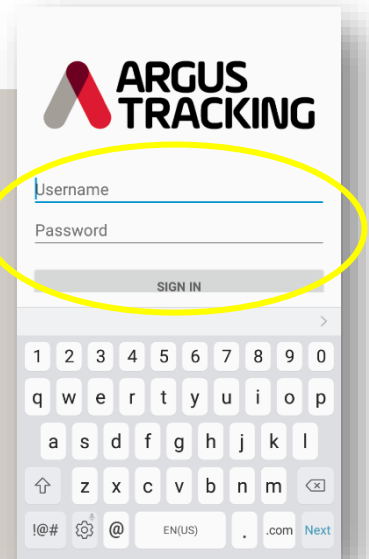 ARGUS
TRACKING
Username
Password
SIGN IN
1 2 3 4 5 6 7 8 9 0
q w e r t y u i o p
a s d f g h j k l
z x c v b n m
!@# @ EN(US) . .com Next